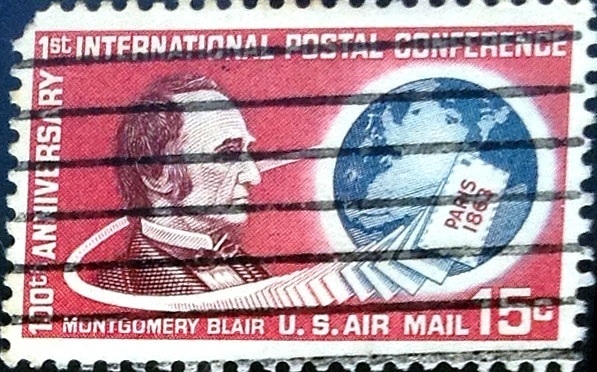 1st INTERNATIONAL POSTAL CONFERENCE
100th ANNIVERSARY
PARIS
1863
MONTGOMERY BLAIR U.S. AIR MAIL 15c